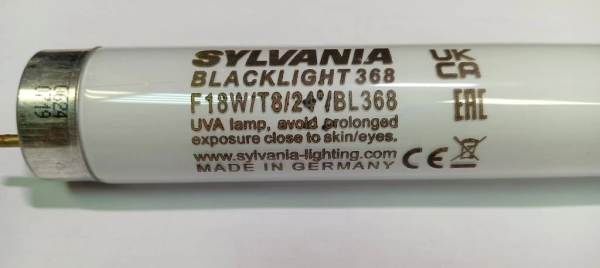 SYLVANIA
BLACKLIGHT 368
F18W/T8/24"/BL368
UVA lamp, avoid prolonged
exposure close to skin/eyes.
www.sylvania-lighting.com
MADE IN GERMANY
CE
UK
CA
EAC